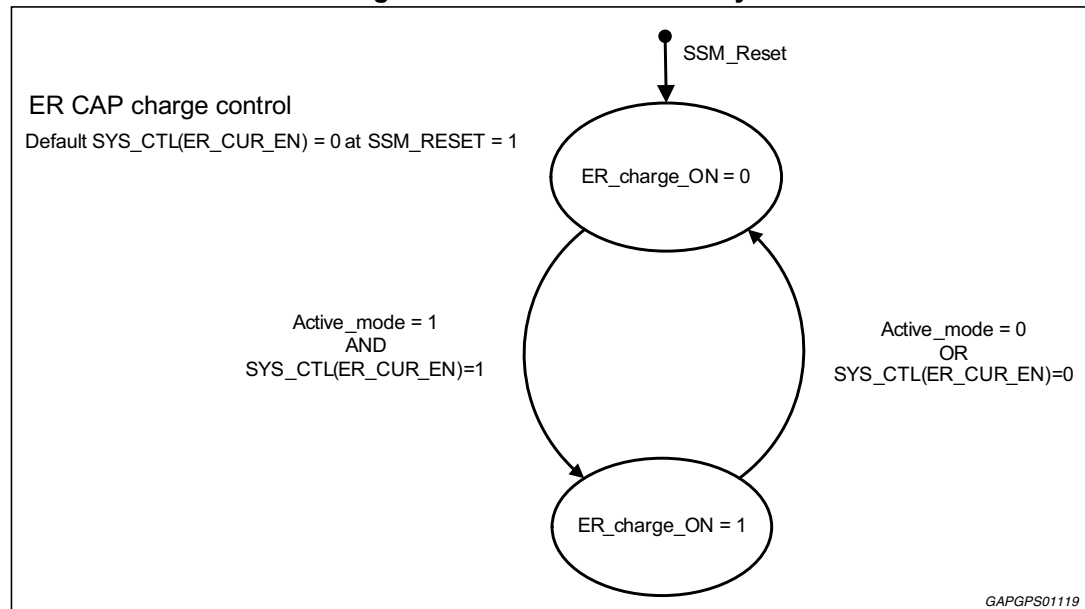 SSM_Reset
ER CAP charge control
Default SYS_CTL(ER_CUR_EN) = 0 at SSM_RESET = 1
ER_charge_ON = 0
Active_mode = 1
AND
SYS_CTL(ER_CUR_EN)=1
Active_mode = 0
OR
SYS_CTL(ER_CUR_EN)=0
ER_charge_ON = 1
GAPGPS01119